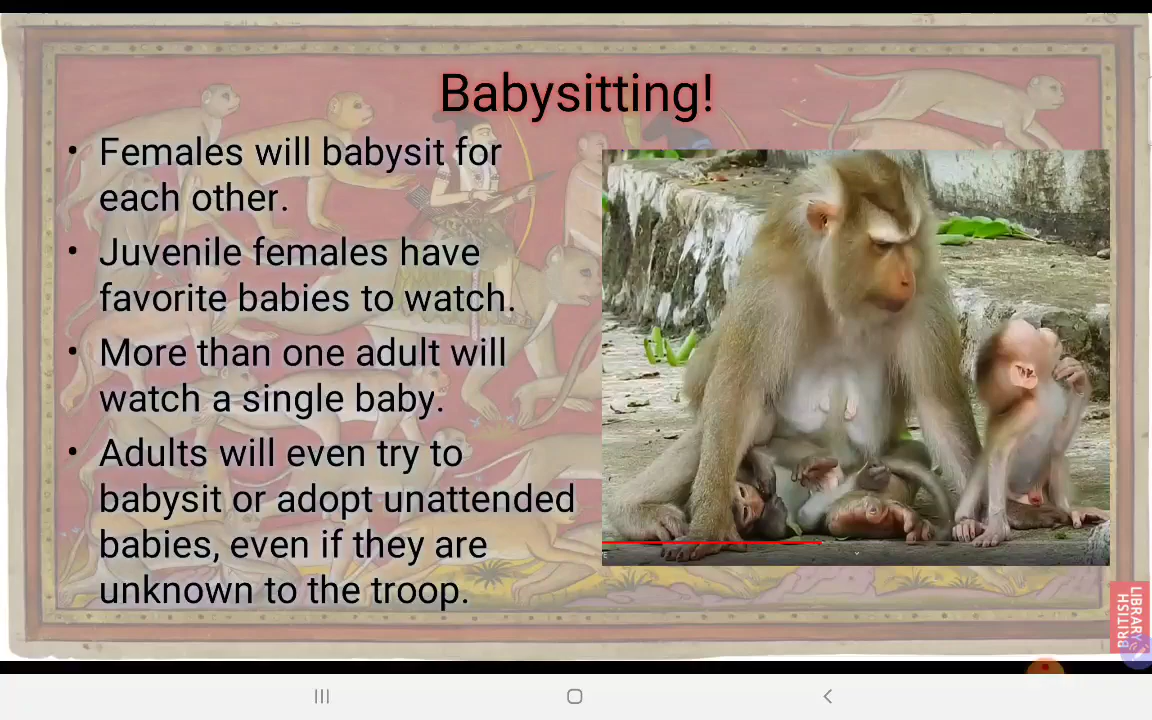 Babysitting!
• Females will babysit for
each other.
• Juvenile females have
favorite babies to watch.
• More than one adult will
watch a single baby.
• Adults will even try to
babysit or adopt unattended
babies, even if they are
unknown to the troop.
BRITISH
LIBRARY